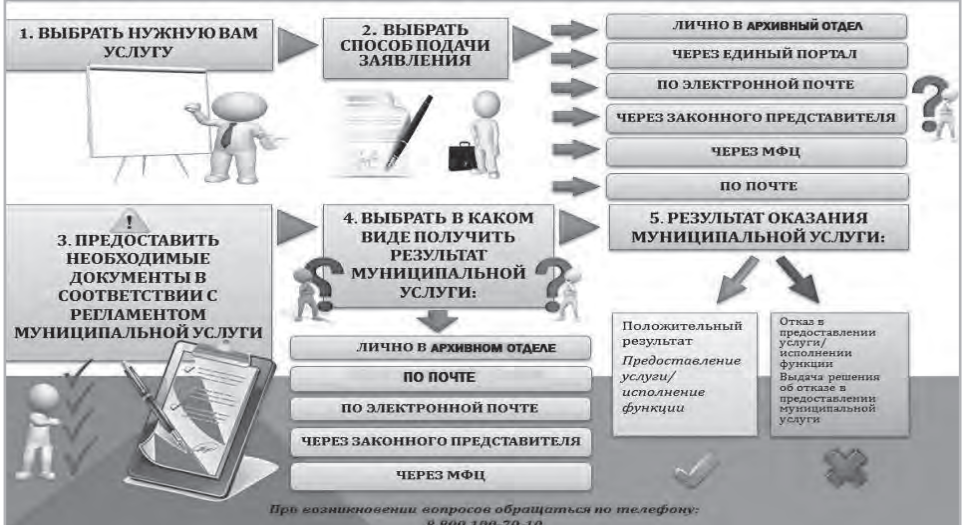 1. ВЫБРАТЬ НУЖНУЮ ВАМ
УСЛУГУ
2. ВЫБРАТЬ
СПОСОБ ПОДАЧИ
ЗАЯВЛЕНИЯ
ЛИЧНО В АРХИВНЫЙ ОТДЕЛ
ЧЕРЕЗ ЕДИНЫЙ ПОРТАЛ
ПО ЭЛЕКТРОННОЙ ПОЧТЕ
ЧЕРЕЗ ЗАКОННОГО ПРЕДСТАВИТЕЛЯ
ЧЕРЕЗ МФЦ
ПО ПОЧТЕ
3. ПРЕДОСТАВИТЬ
НЕОБХОДИМЫЕ
ДОКУМЕНТЫ В
СООТВЕТСТВИИ С
РЕГЛАМЕНТОМ
МУНИЦИПАЛЬНОЙ УСЛУГИ
4. ВЫБРАТЬ В КАКОМ
ВИДЕ ПОЛУЧИТЬ
РЕЗУЛЬТАТ
МУНИЦИПАЛЬНОЙ
УСЛУГИ:
ЛИЧНО В АРХИВНОМ ОТДЕЛЕ
ПО ПОЧТЕ
ПО ЭЛЕКТРОННОЙ ПОЧТЕ
ЧЕРЕЗ ЗАКОННОГО ПРЕДСТАВИТЕЛЯ
ЧЕРЕЗ МФЦ
5. РЕЗУЛЬТАТ ОКАЗАНИЯ
МУНИЦИПАЛЬНОЙ УСЛУГИ:
Положительный
результат
Предоставление
услуги/
исполнение
функции
Отказ в
предоставлении
услуги/
исполнении
функции
Выдача решения
об отказе в
предоставлении
муниципальной
услуги
При возникновении вопросов обращаться по телефону: